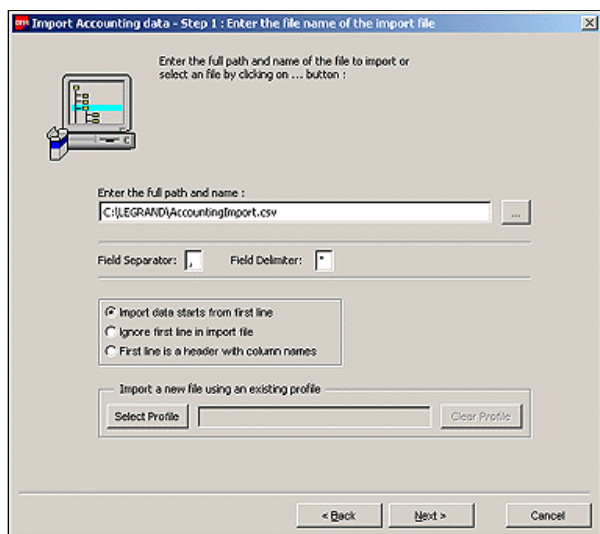 Import Accounting data - Step 1 : Enter the file name of the import file
Enter the full path and name of the file to import or
select an file by clicking on ... button :
Enter the full path and name :
C:\LEGRAND\AccountingImport.csv
...
Field Separator: , Field Delimiter: "
Import data starts from first line
Ignore first line in import file
First line is a header with column names
Import a new file using an existing profile
Select Profile Clear Profile
< Back Next > Cancel